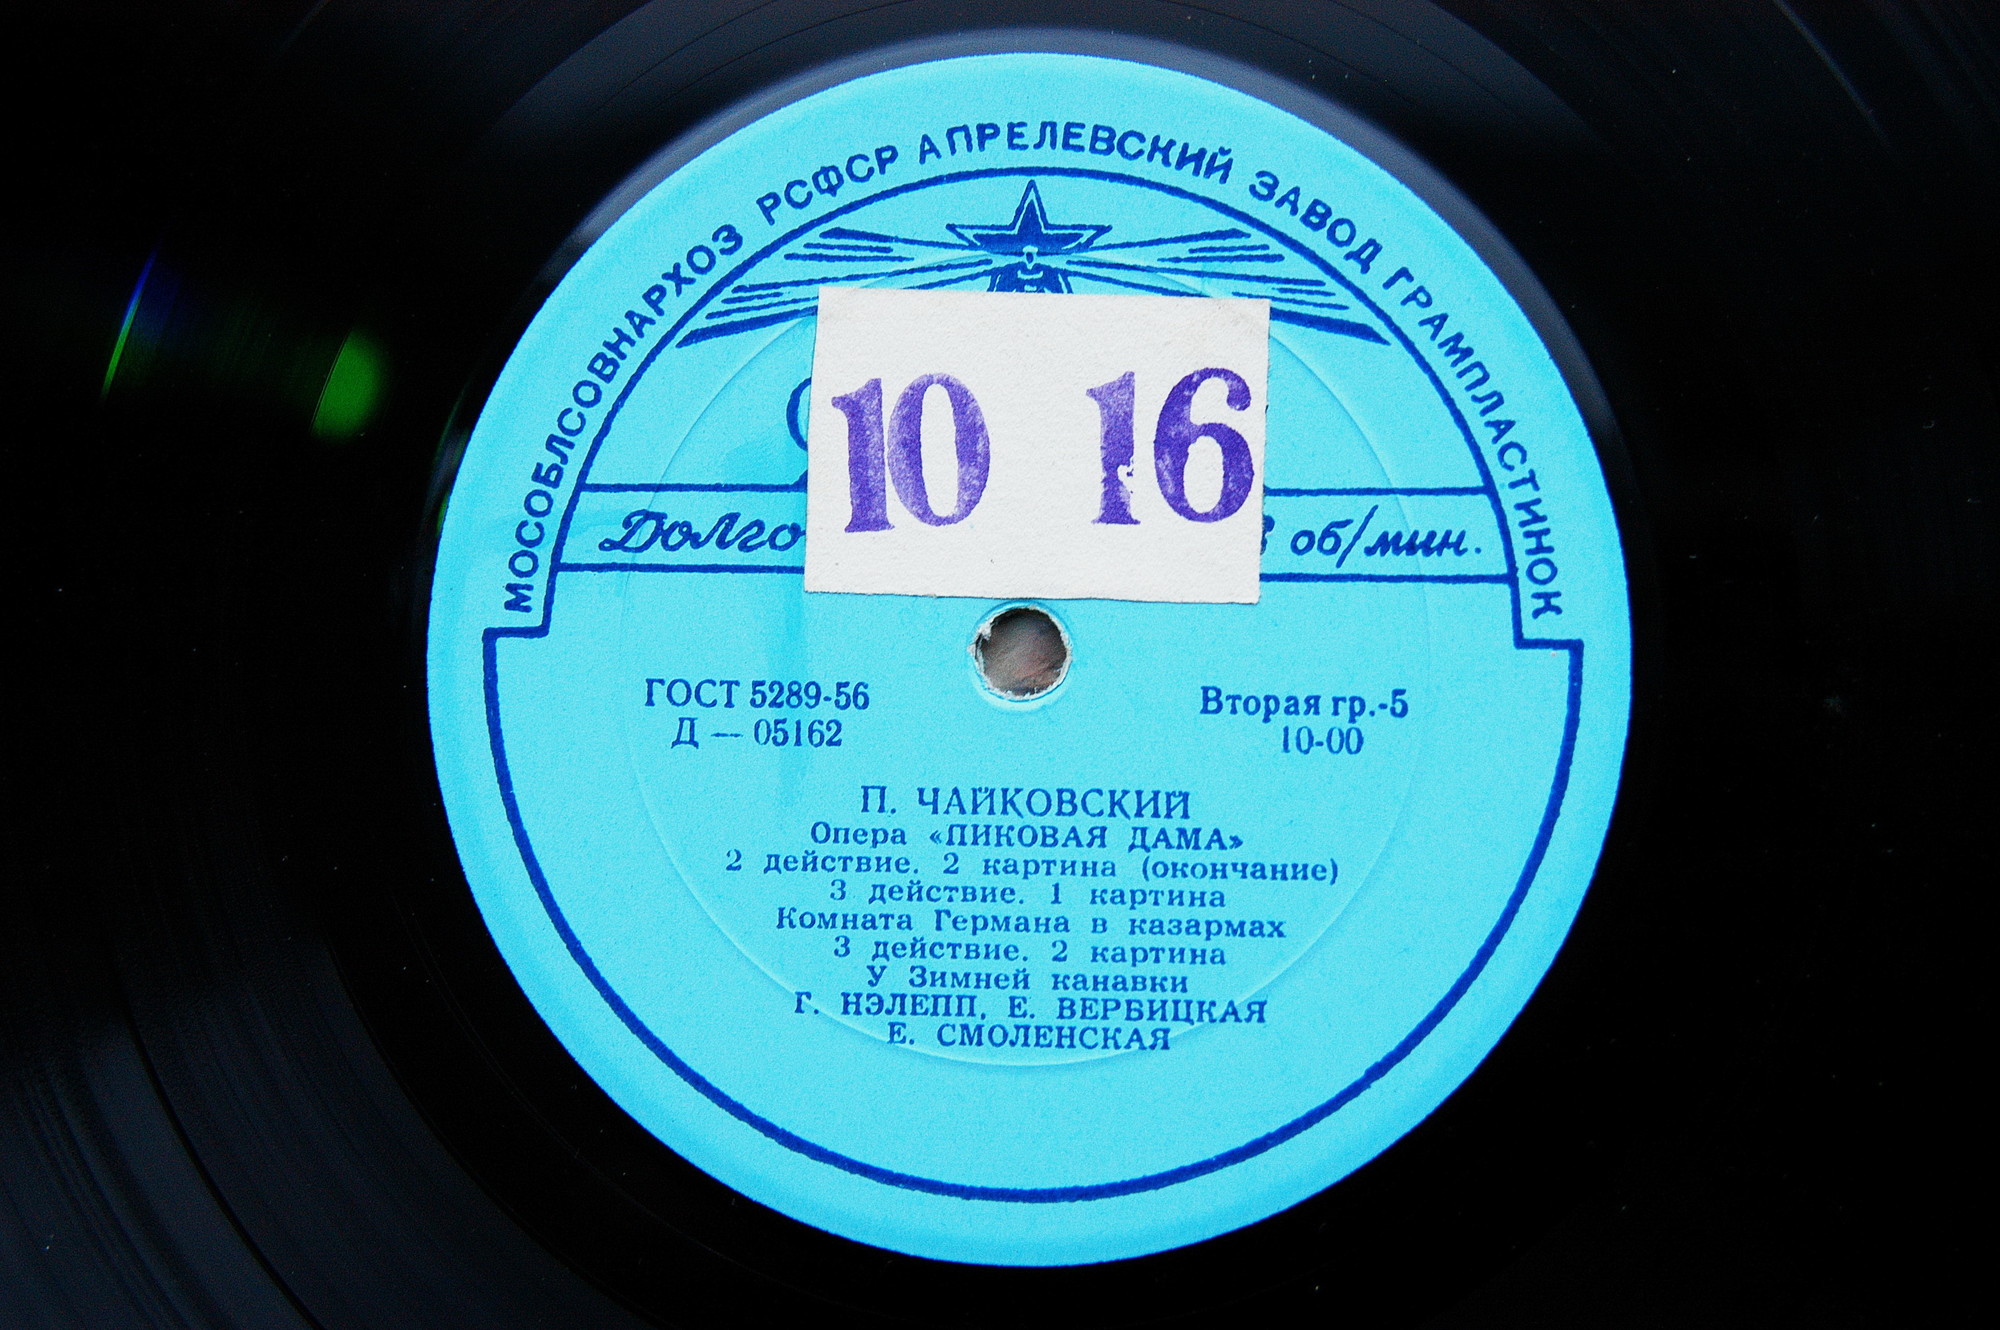 МОСОБЛСОВНАРХОЗ РСФСР АПРЕЛЕВСКИЙ ЗАВОД ГРАМПЛАСТИНОК
10 16
об/мин.
ГОСТ 5289-56
Д — 05162
Вторая гр.-5
10-00
П. ЧАЙКОВСКИЙ
Опера «ПИКОВАЯ ДАМА»
2 действие. 2 картина (окончание)
3 действие. 1 картина
Комната Германа в казармах
3 действие. 2 картина
У Зимней канавки
Г. НЭЛЕПП, Е. ВЕРБИЦКАЯ
Е. СМОЛЕНСКАЯ